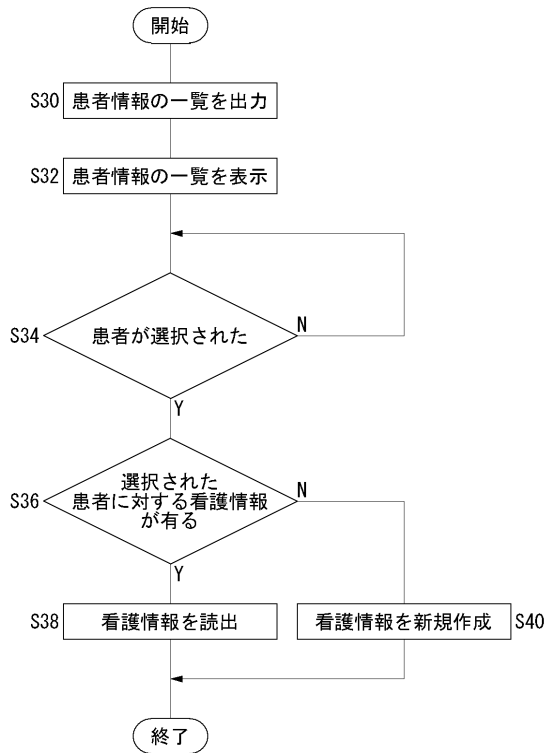 開始
S30 患者情報の一覧を出力
S32 患者情報の一覧を表示
S34 患者が選択された N
Y
選択された
S36 患者に対する看護情報 N
が有る
Y
S38 看護情報を読出 看護情報を新規作成 S40
終了